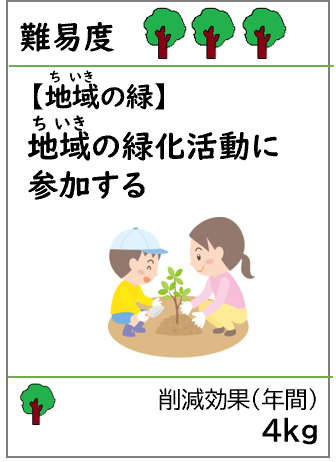 難易度
【地域の緑】
ちいき
地域の緑化活動に
ちいき
参加する
削減効果(年間)
4kg